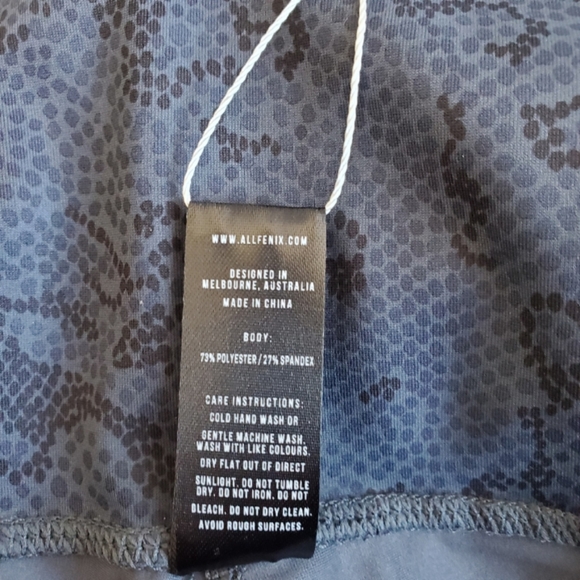 WWW.ALLFENIX.COM
DESIGNED IN
MELBOURNE, AUSTRALIA
MADE IN CHINA
BODY:
73% POLYESTER/27% SPANDEX
CARE INSTRUCTIONS:
COLD HAND WASH OR
GENTLE MACHINE WASH.
WASH WITH LIKE COLOURS.
DRY FLAT OUT OF DIRECT
SUNLIGHT. DO NOT TUMBLE
DRY. DO NOT IRON. DO NOT
BLEACH. DO NOT DRY CLEAN.
AVOID ROUGH SURFACES.